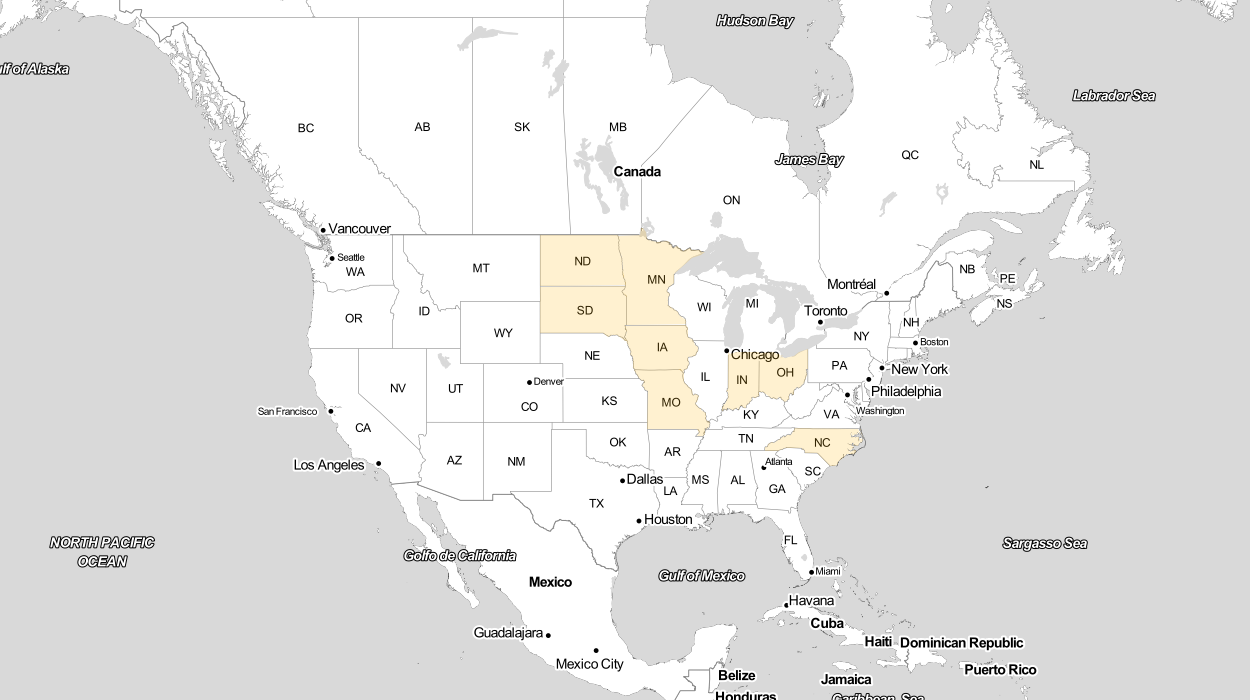 Hudson Bay
lf of Alaska
Labrador Sea
BC
AB
SK
MB
James Bay
QC
NL
Canada
ON
Vancouver
Seattle
WA
MT
ND
MN
NB
PE
NS
Montréal
OR
ID
WY
SD
WI
MI
Toronto
NY
NH
Boston
NE
IA
Chicago
PA
New York
Philadelphia
NV
UT
Denver
CO
KS
MO
IL
IN
OH
Washington
San Francisco
CA
KY
VA
OK
TN
NC
Los Angeles
AZ
NM
AR
Atlanta
SC
Dallas
LA
MS
AL
GA
TX
Houston
NORTH PACIFIC
OCEAN
Golfo de California
FL
Sargasso Sea
Mexico
Gulf of Mexico
Miami
Havana
Cuba
Guadalajara
Haiti
Dominican Republic
Mexico City
Puerto Rico
Belize
Jamaica
Honduras
Caribbean Sea